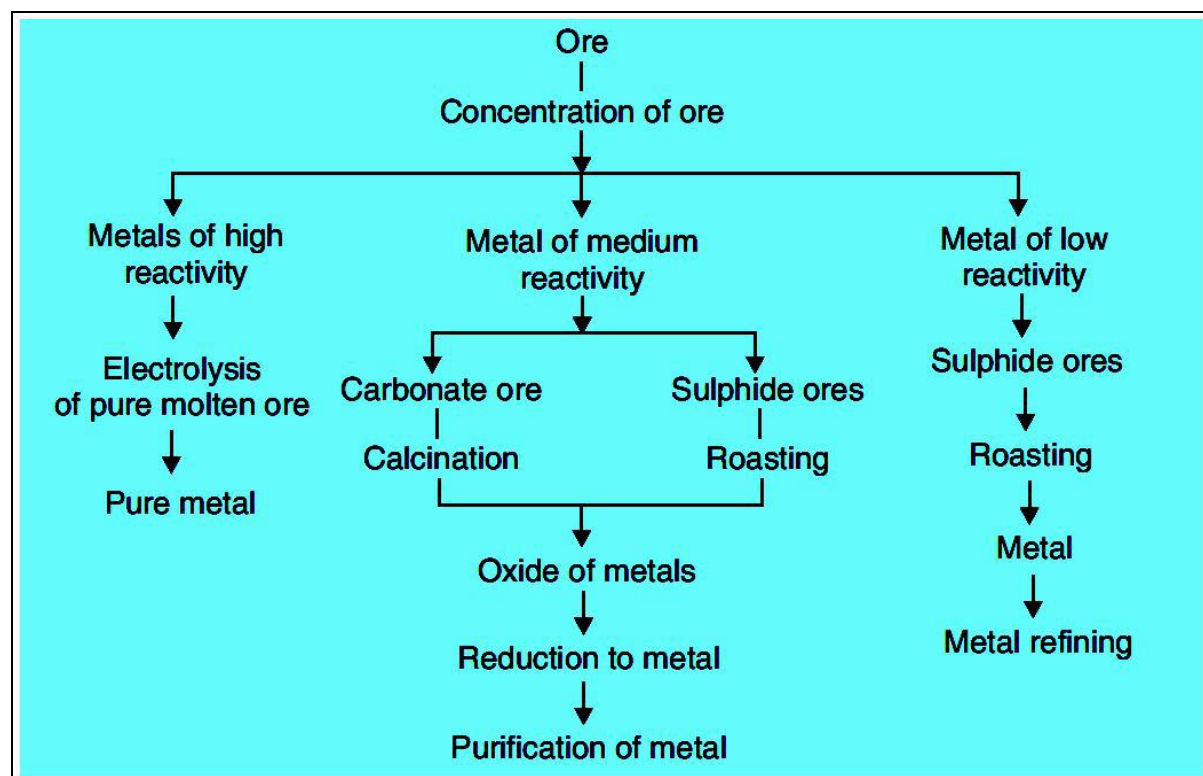 Ore
Concentration of ore
Metals of high
reactivity
Electrolysis
of pure molten ore
Pure metal
Metal of medium
reactivity
Carbonate ore
Calcination
Sulphide ores
Roasting
Oxide of metals
Reduction to metal
Purification of metal
Metal of low
reactivity
Sulphide ores
Roasting
Metal
Metal refining